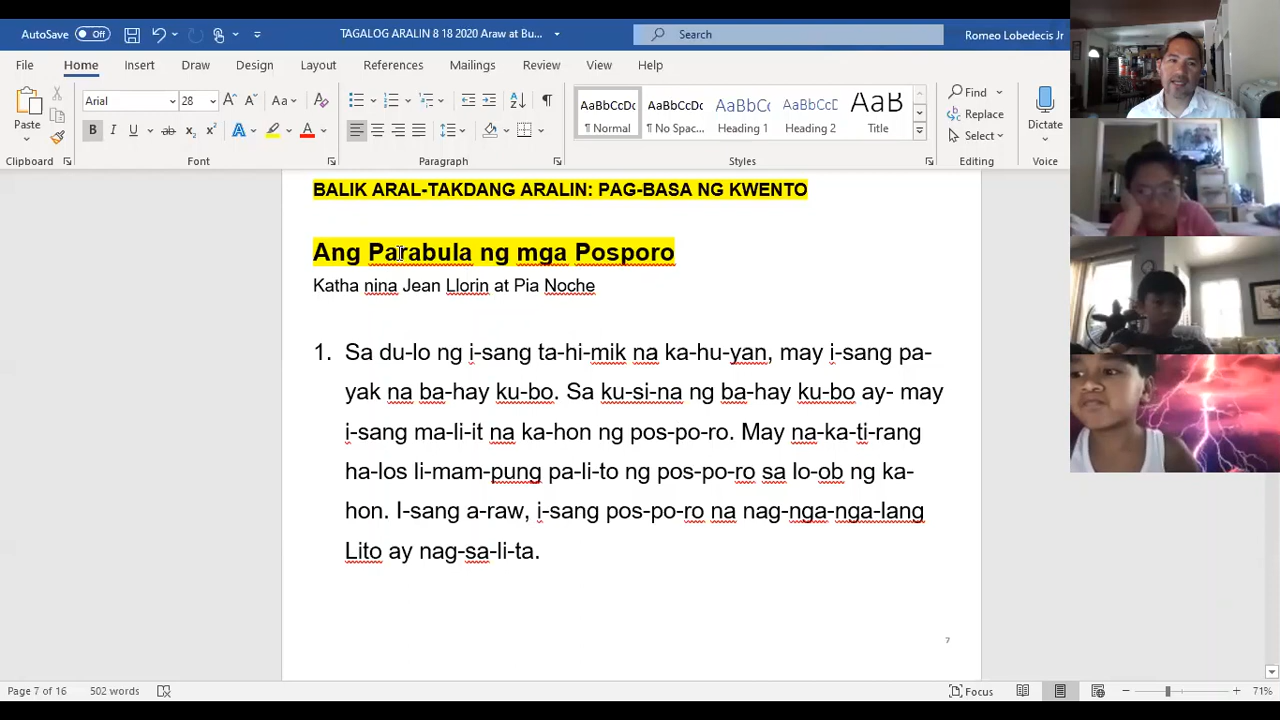 AutoSave Off TAGALOG ARALIN 8 18 2020 Araw at Bu... Search Romeo Lobedecis Jr
File Home Insert Draw Design Layout References Mailings Review View Help
Paste Arial 28 Aa AaBbCcDc AaBbCcDc AaBbCc AaBbCcD AaB Find Dictate
B I U ab x2 x2 A A ¶ Normal ¶ No Spac... Heading 1 Heading 2 Title Replace Select
Clipboard Font Paragraph Styles Editing Voice
BALIK ARAL-TAKDANG ARALIN: PAG-BASA NG KWENTO
Ang Parabula ng mga Posporo
Katha nina Jean Llorin at Pia Noche
1. Sa du-lo ng i-sang ta-hi-mik na ka-hu-yan, may i-sang pa-
yak na ba-hay ku-bo. Sa ku-si-na ng ba-hay ku-bo ay- may
i-sang ma-li-it na ka-hon ng pos-po-ro. May na-ka-ti-rang
ha-los li-mam-pung pa-li-to ng pos-po-ro sa lo-ob ng ka-
hon. I-sang a-raw, i-sang pos-po-ro na nag-nga-nga-lang
Lito ay nag-sa-li-ta.
7
Page 7 of 16 502 words Focus 71%